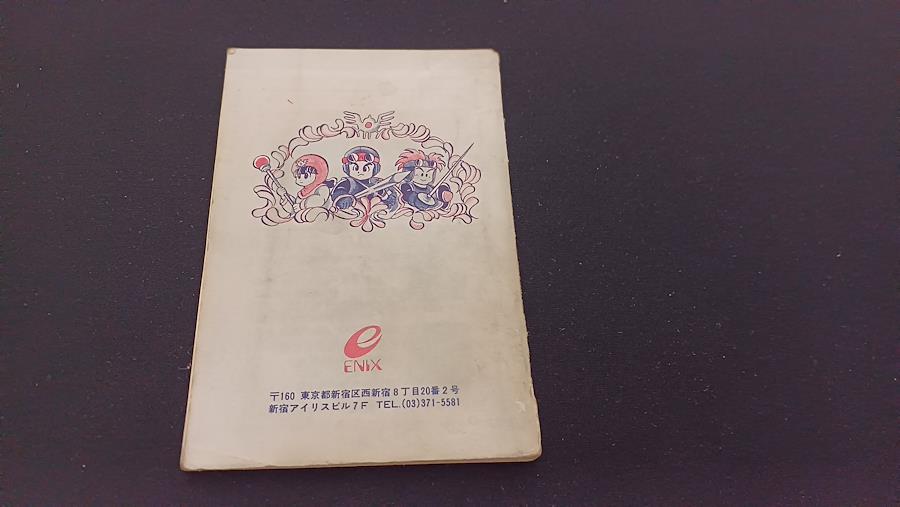 ENIX
〒160 東京都新宿区西新宿8丁目20番2号
新宿アイリスビル7F TEL.(03)371-5581